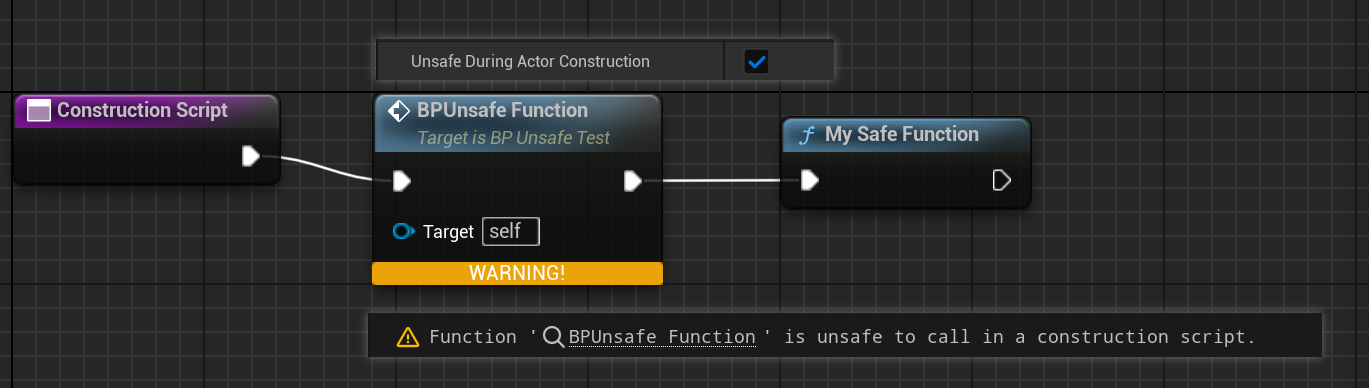 Unsafe During Actor Construction
Construction Script
BPUnsafe Function
Target is BP Unsafe Test
My Safe Function
Target self
WARNING!
Function 'BPUnsafe Function' is unsafe to call in a construction script.